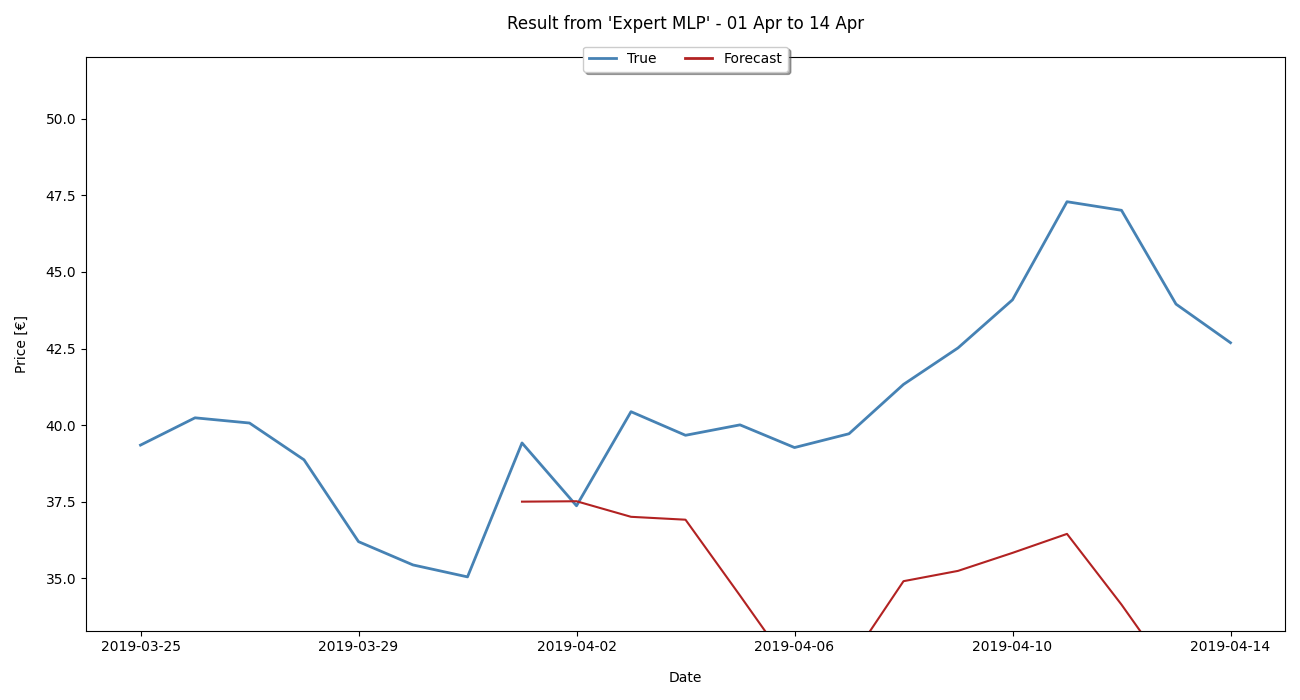 Result from 'Expert MLP' - 01 Apr to 14 Apr
True Forecast
50.0
47.5
45.0
42.5
40.0
37.5
35.0
Price [€]
2019-03-25 2019-03-29 2019-04-02 2019-04-06 2019-04-10 2019-04-14
Date